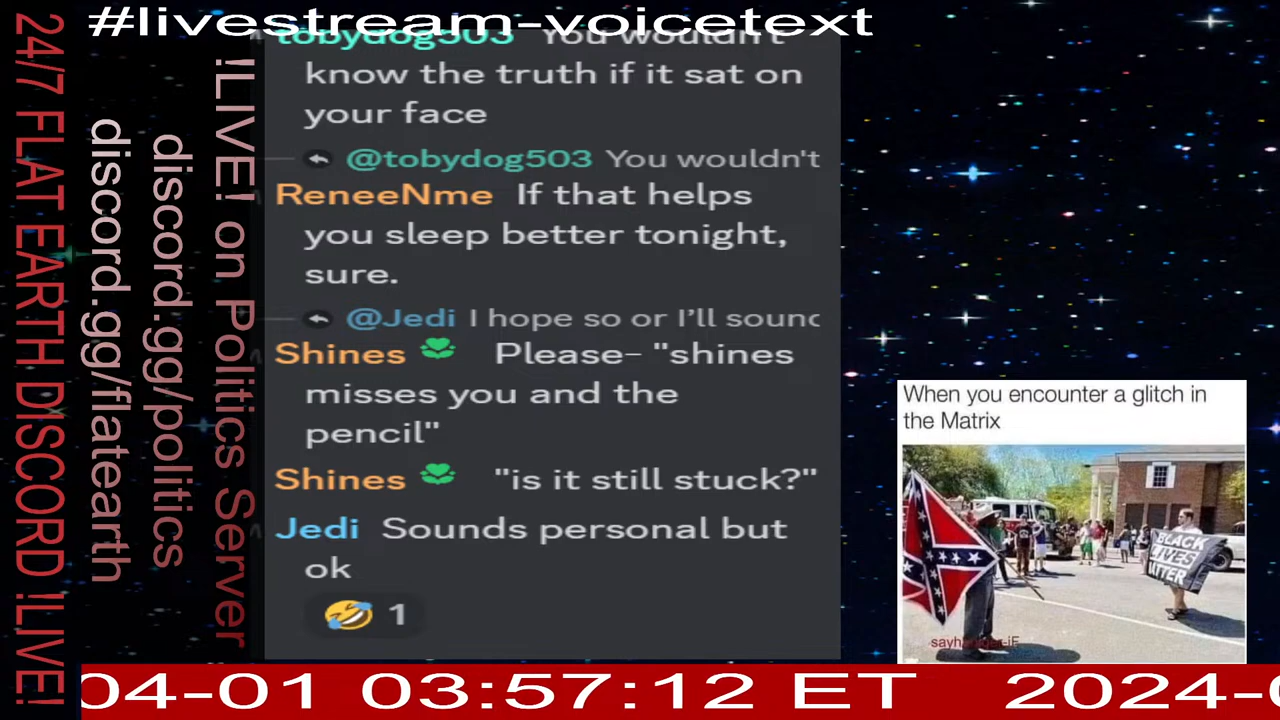 #livestream-voicetext
24/7 FLAT EARTH DISCORD !LIVE!
discord.gg/flatearth
discord.gg/politics
!LIVE! on Politics Server
tobydog503 You wouldn't
know the truth if it sat on
your face
@tobydog503 You wouldn't
ReneeNme If that helps
you sleep better tonight,
sure.
@Jedi I hope so or I'll sound
Shines Please- "shines
misses you and the
pencil"
Shines "is it still stuck?"
Jedi Sounds personal but
ok
🤣 1
When you encounter a glitch in
the Matrix
BLACK
LIVES
MATTER
04-01 03:57:12 ET 2024-0